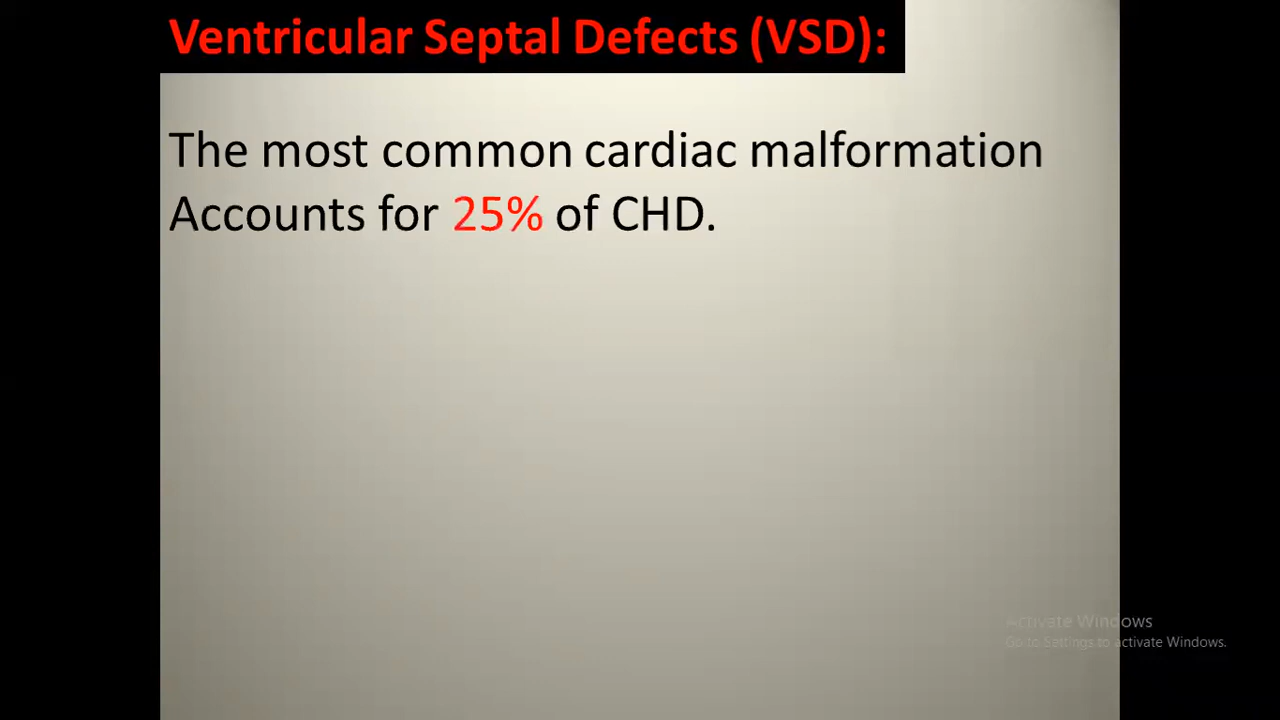 Ventricular Septal Defects (VSD):
The most common cardiac malformation
Accounts for 25% of CHD.
Activate Windows
Go to Settings to activate Windows.